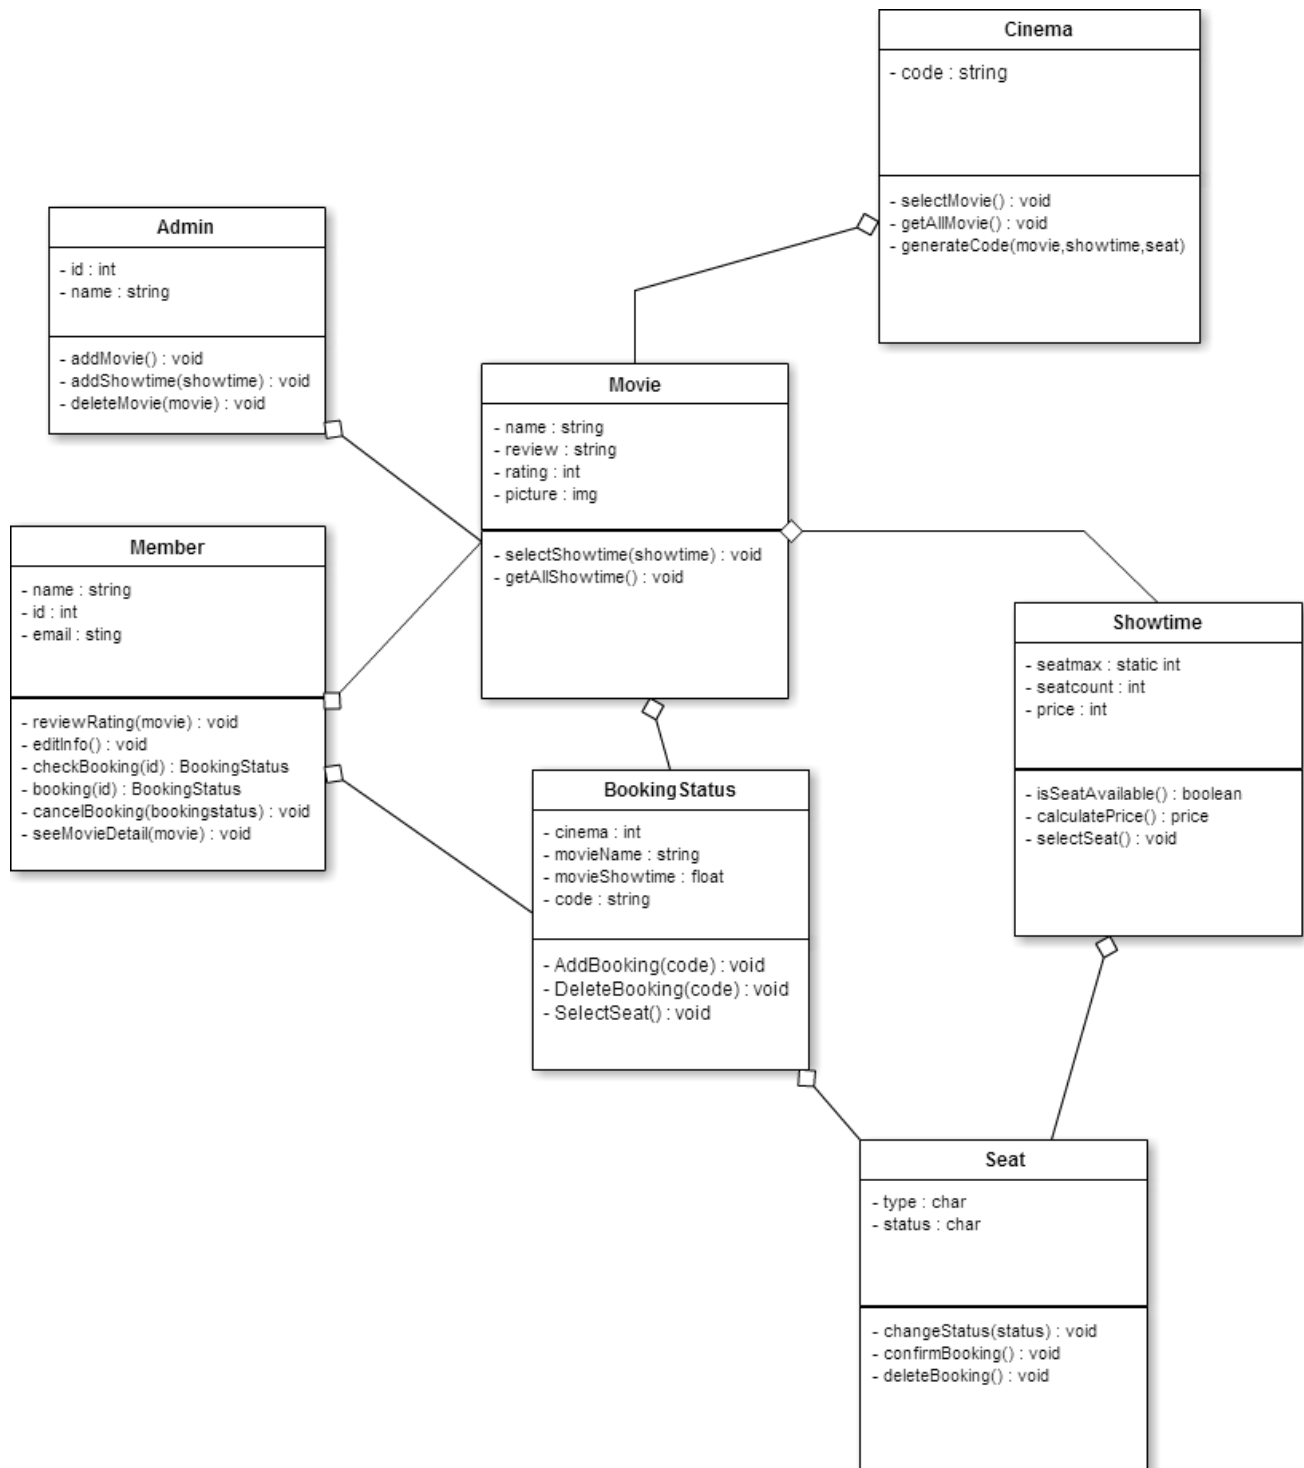 Cinema
- code : string
- selectMovie() : void
- getAllMovie() : void
- generateCode(movie,showtime,seat)
Admin
- id : int
- name : string
- addMovie() : void
- addShowtime(showtime) : void
- deleteMovie(movie) : void
Movie
- name : string
- review : string
- rating : int
- picture : img
- selectShowtime(showtime) : void
- getAllShowtime() : void
Member
- name : string
- id : int
- email : sting
- reviewRating(movie) : void
- editInfo() : void
- checkBooking(id) : BookingStatus
- booking(id) : BookingStatus
- cancelBooking(bookingstatus) : void
- seeMovieDetail(movie) : void
Showtime
- seatmax : static int
- seatcount : int
- price : int
- isSeatAvailable() : boolean
- calculatePrice() : price
- selectSeat() : void
BookingStatus
- cinema : int
- movieName : string
- movieShowtime : float
- code : string
- AddBooking(code) : void
- DeleteBooking(code) : void
- SelectSeat() : void
Seat
- type : char
- status : char
- changeStatus(status) : void
- confirmBooking() : void
- deleteBooking() : void